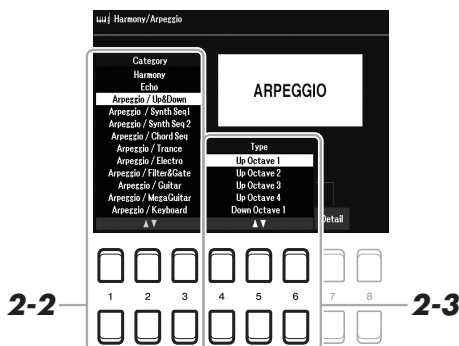 Harmony/Arpeggio
Category
Harmony
Echo
Arpeggio / Up&Down
Arpeggio / Synth Seq1
Arpeggio / Synth Seq 2
Arpeggio / Chord Seq
Arpeggio / Trance
Arpeggio / Electro
Arpeggio / Filter&Gate
Arpeggio / Guitar
Arpeggio / MegaGuitar
Arpeggio / Keyboard
▲ ▼
ARPEGGIO
Type
Up Octave 1
Up Octave 2
Up Octave 3
Up Octave 4
Down Octave 1
▲ ▼
Detail
1 2 3 4 5 6 7 8
2-2
2-3